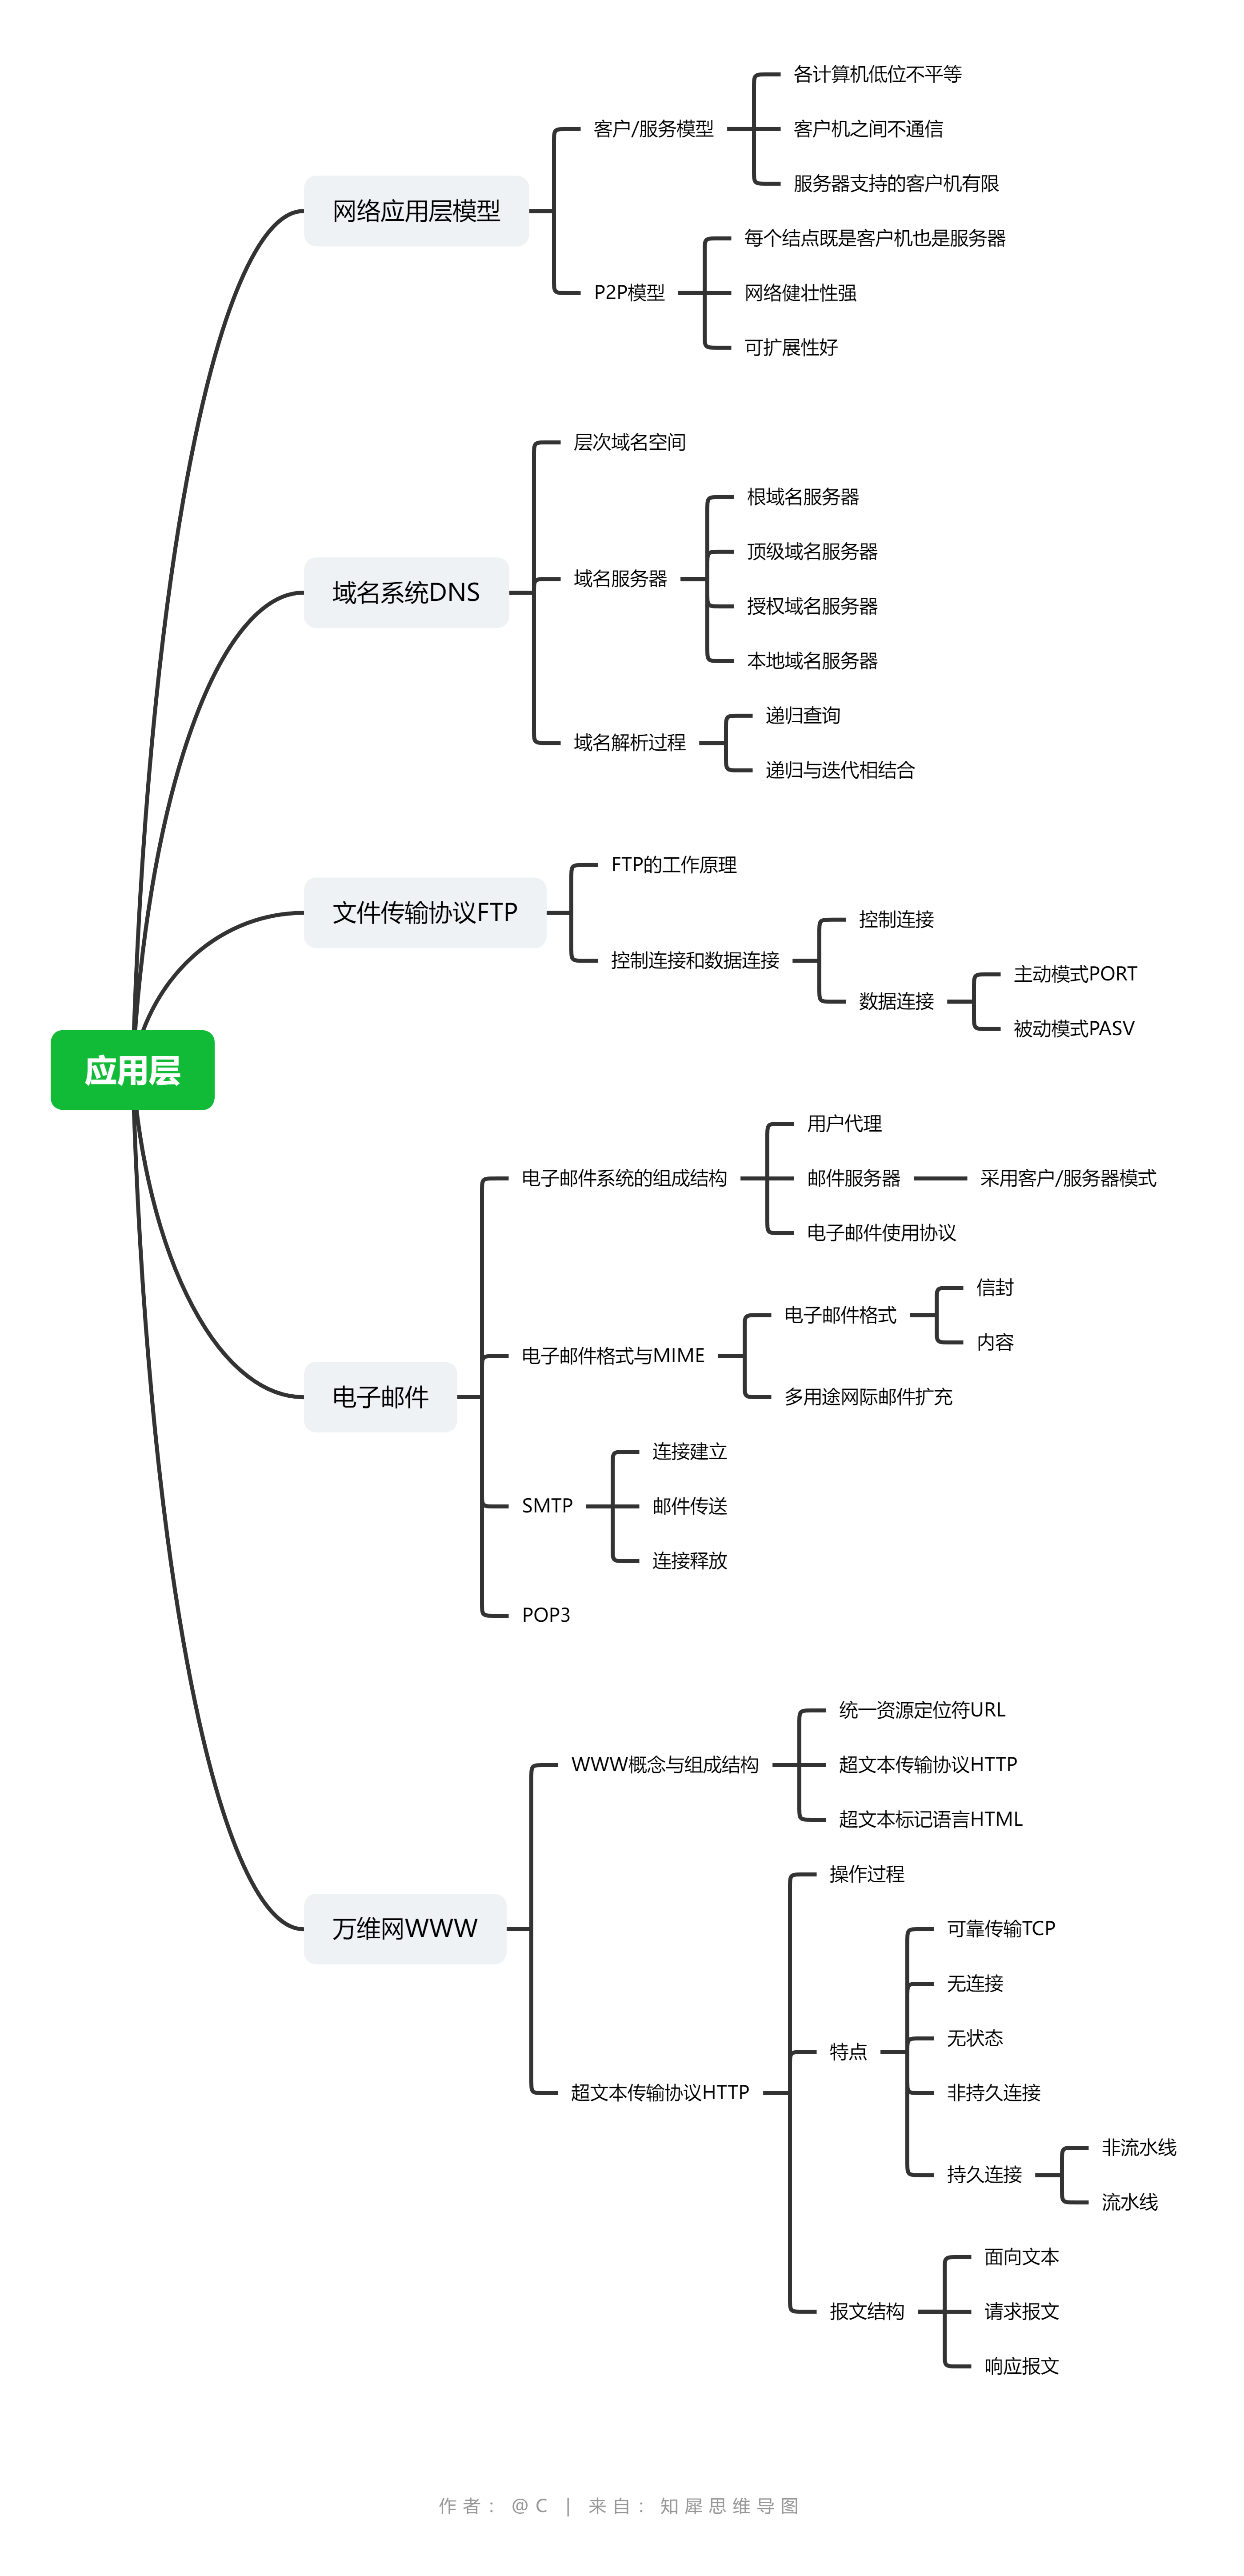 各计算机低位不平等
客户/服务模型
客户机之间不通信
服务器支持的客户机有限
网络应用层模型
每个结点既是客户机也是服务器
P2P模型
网络健壮性强
可扩展性好
层次域名空间
根域名服务器
顶级域名服务器
域名服务器
域名系统DNS
授权域名服务器
本地域名服务器
递归查询
域名解析过程
递归与迭代相结合
FTP的工作原理
文件传输协议FTP
控制连接
控制连接和数据连接
主动模式PORT
数据连接
被动模式PASV
应用层
用户代理
电子邮件系统的组成结构
邮件服务器
采用客户/服务器模式
电子邮件使用协议
信封
电子邮件格式
内容
电子邮件格式与MIME
电子邮件
多用途网际邮件扩充
连接建立
SMTP
邮件传送
连接释放
POP3
统一资源定位符URL
WWW概念与组成结构
超文本传输协议HTTP
超文本标记语言HTML
操作过程
万维网WWW
可靠传输TCP
无连接
无状态
特点
超文本传输协议HTTP
非持久连接
非流水线
持久连接
流水线
面向文本
报文结构
请求报文
响应报文
作者：@C | 来自：知犀思维导图